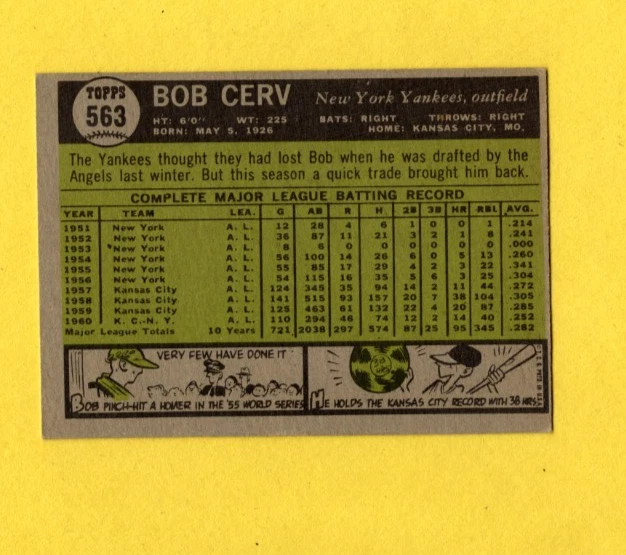 TOPPS
563
BOB CERV New York Yankees, outfield
HT: 6'0" WT: 225 BATS: RIGHT THROWS: RIGHT
BORN: MAY 5, 1926 HOME: KANSAS CITY, MO.
The Yankees thought they had lost Bob when he was drafted by the
Angels last winter. But this season a quick trade brought him back.
COMPLETE MAJOR LEAGUE BATTING RECORD
YEAR TEAM LEA. G AB R H 2B 3B HR RBI. AVG.
1951 New York A. L. 12 28 4 6 1 0 0 1 .214
1952 New York A. L. 36 87 11 21 3 2 1 8 .241
1953 New York A. L. 8 6 0 0 0 0 0 0 .000
1954 New York A. L. 56 100 14 26 6 0 5 13 .260
1955 New York A. L. 55 85 17 29 4 2 3 22 .341
1956 New York A. L. 54 115 16 35 5 6 3 25 .304
1957 Kansas City A. L. 124 345 35 94 14 2 11 44 .272
1958 Kansas City A. L. 141 515 93 157 20 7 38 104 .305
1959 Kansas City A. L. 125 463 61 132 22 4 20 87 .285
1960 K. C.-N. Y. A. L. 110 294 46 74 12 2 14 40 .252
Major League Totals 10 Years 721 2038 297 574 87 25 95 345 .282
VERY FEW HAVE DONE IT
BOB PINCH-HIT A HOMER IN THE '55 WORLD SERIES
HE HOLDS THE KANSAS CITY RECORD WITH 38 HRS.